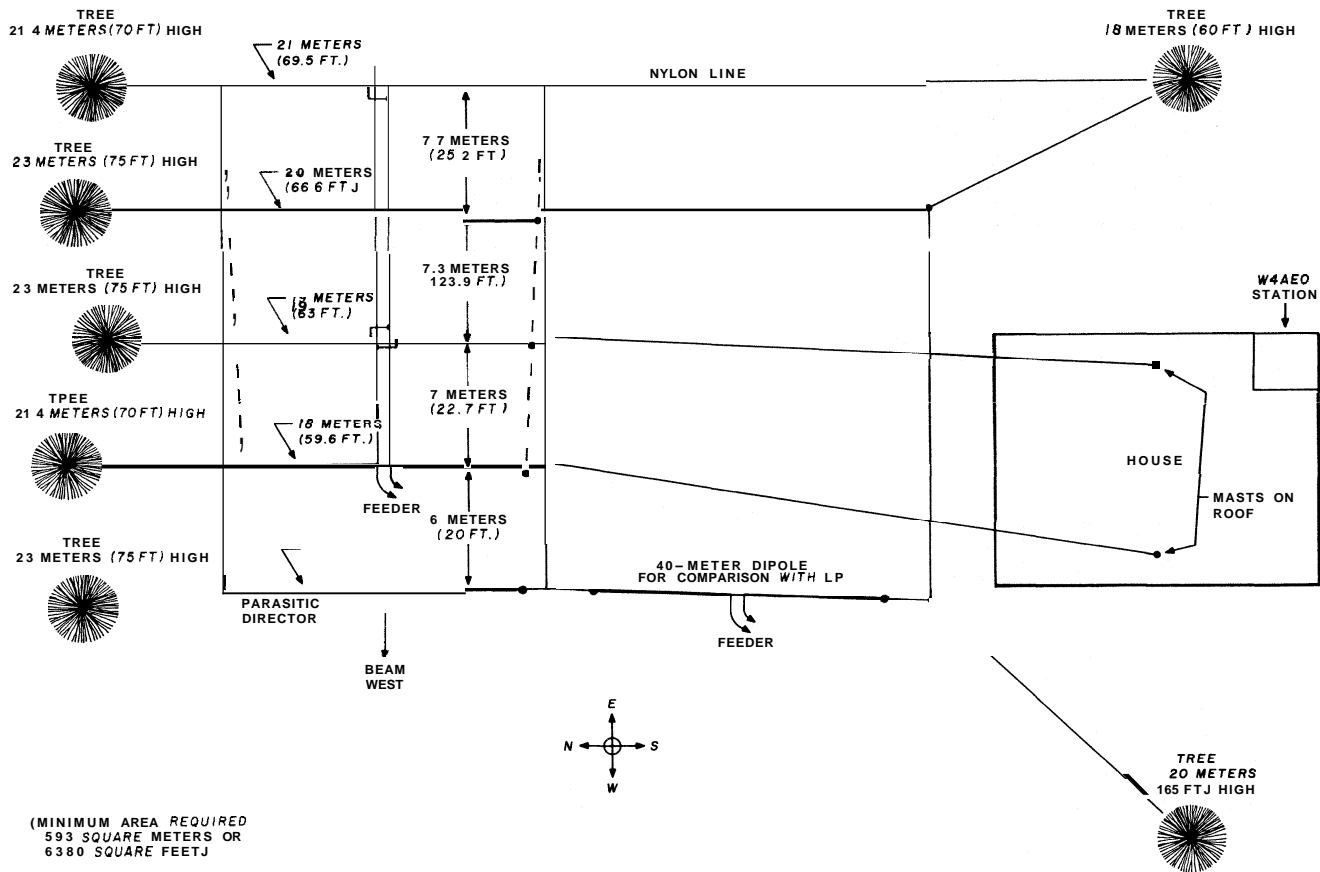 TREE
21 4 METERS (70 FT) HIGH
21 METERS
(69.5 FT.)
NYLON LINE
TREE
18 METERS (60 FT) HIGH
7 7 METERS
(25 2 FT)
TREE
23 METERS (75 FT) HIGH
20 METERS
(66 6 FTJ
7.3 METERS
123.9 FT.)
TREE
23 METERS (75 FT) HIGH
METERS
(63 FT.)
W4AEO
STATION
7 METERS
(22.7 FT)
TPEE
21 4 METERS (70 FT) HIGH
18 METERS
(59.6 FT.)
HOUSE
MASTS ON
ROOF
FEEDER
6 METERS
(20 FT.)
TREE
23 METERS (75 FT) HIGH
40-METER DIPOLE
FOR COMPARISON WITH LP
PARASITIC
DIRECTOR
FEEDER
BEAM
WEST
E
N
S
W
TREE
20 METERS
165 FTJ HIGH
(MINIMUM AREA REQUIRED
593 SQUARE METERS OR
6380 SQUARE FEETJ